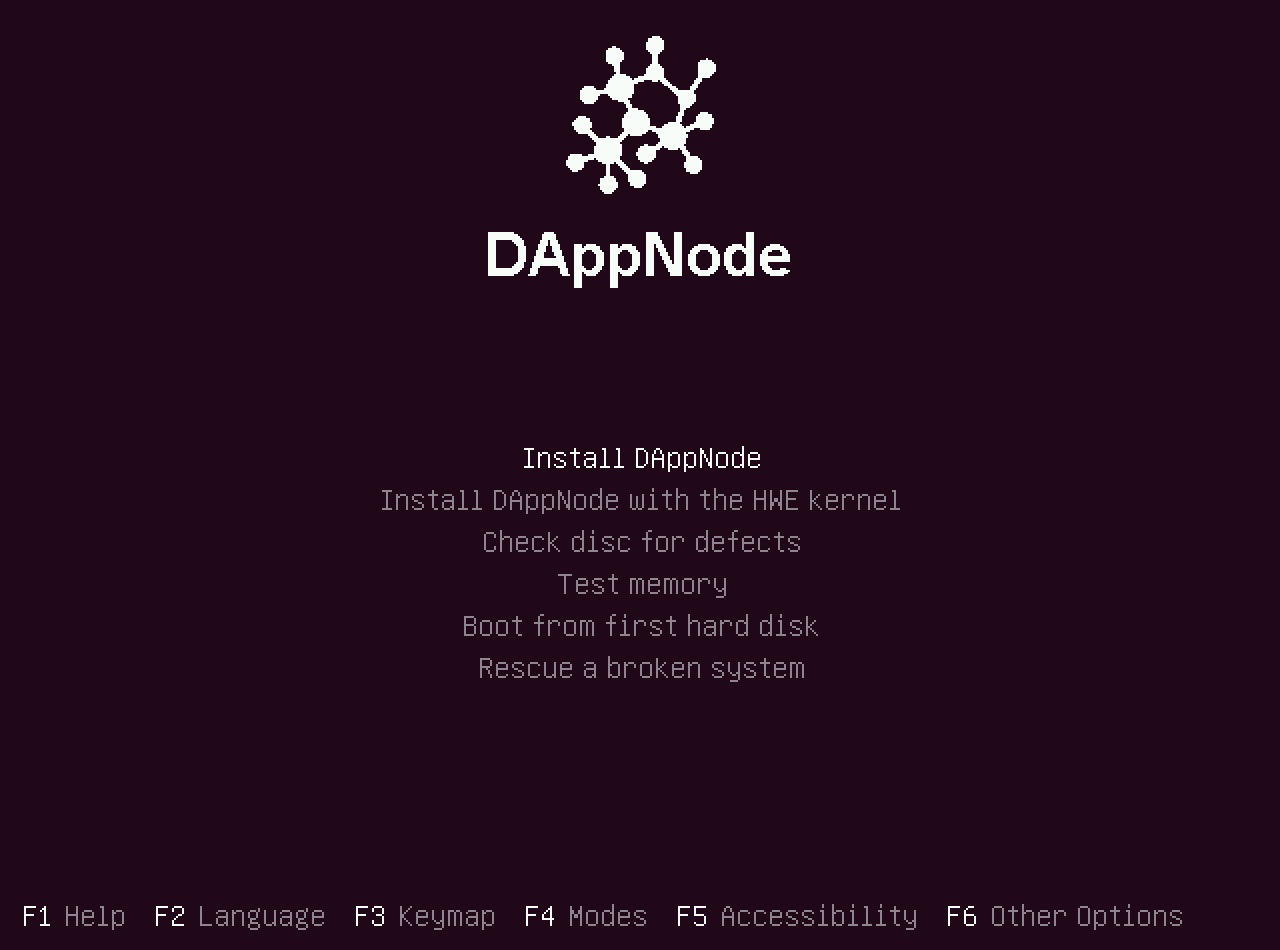 DAppNode
Install DAppNode
Install DAppNode with the HWE kernel
Check disc for defects
Test memory
Boot from first hard disk
Rescue a broken system
F1 Help F2 Language F3 Keymap F4 Modes F5 Accessibility F6 Other Options